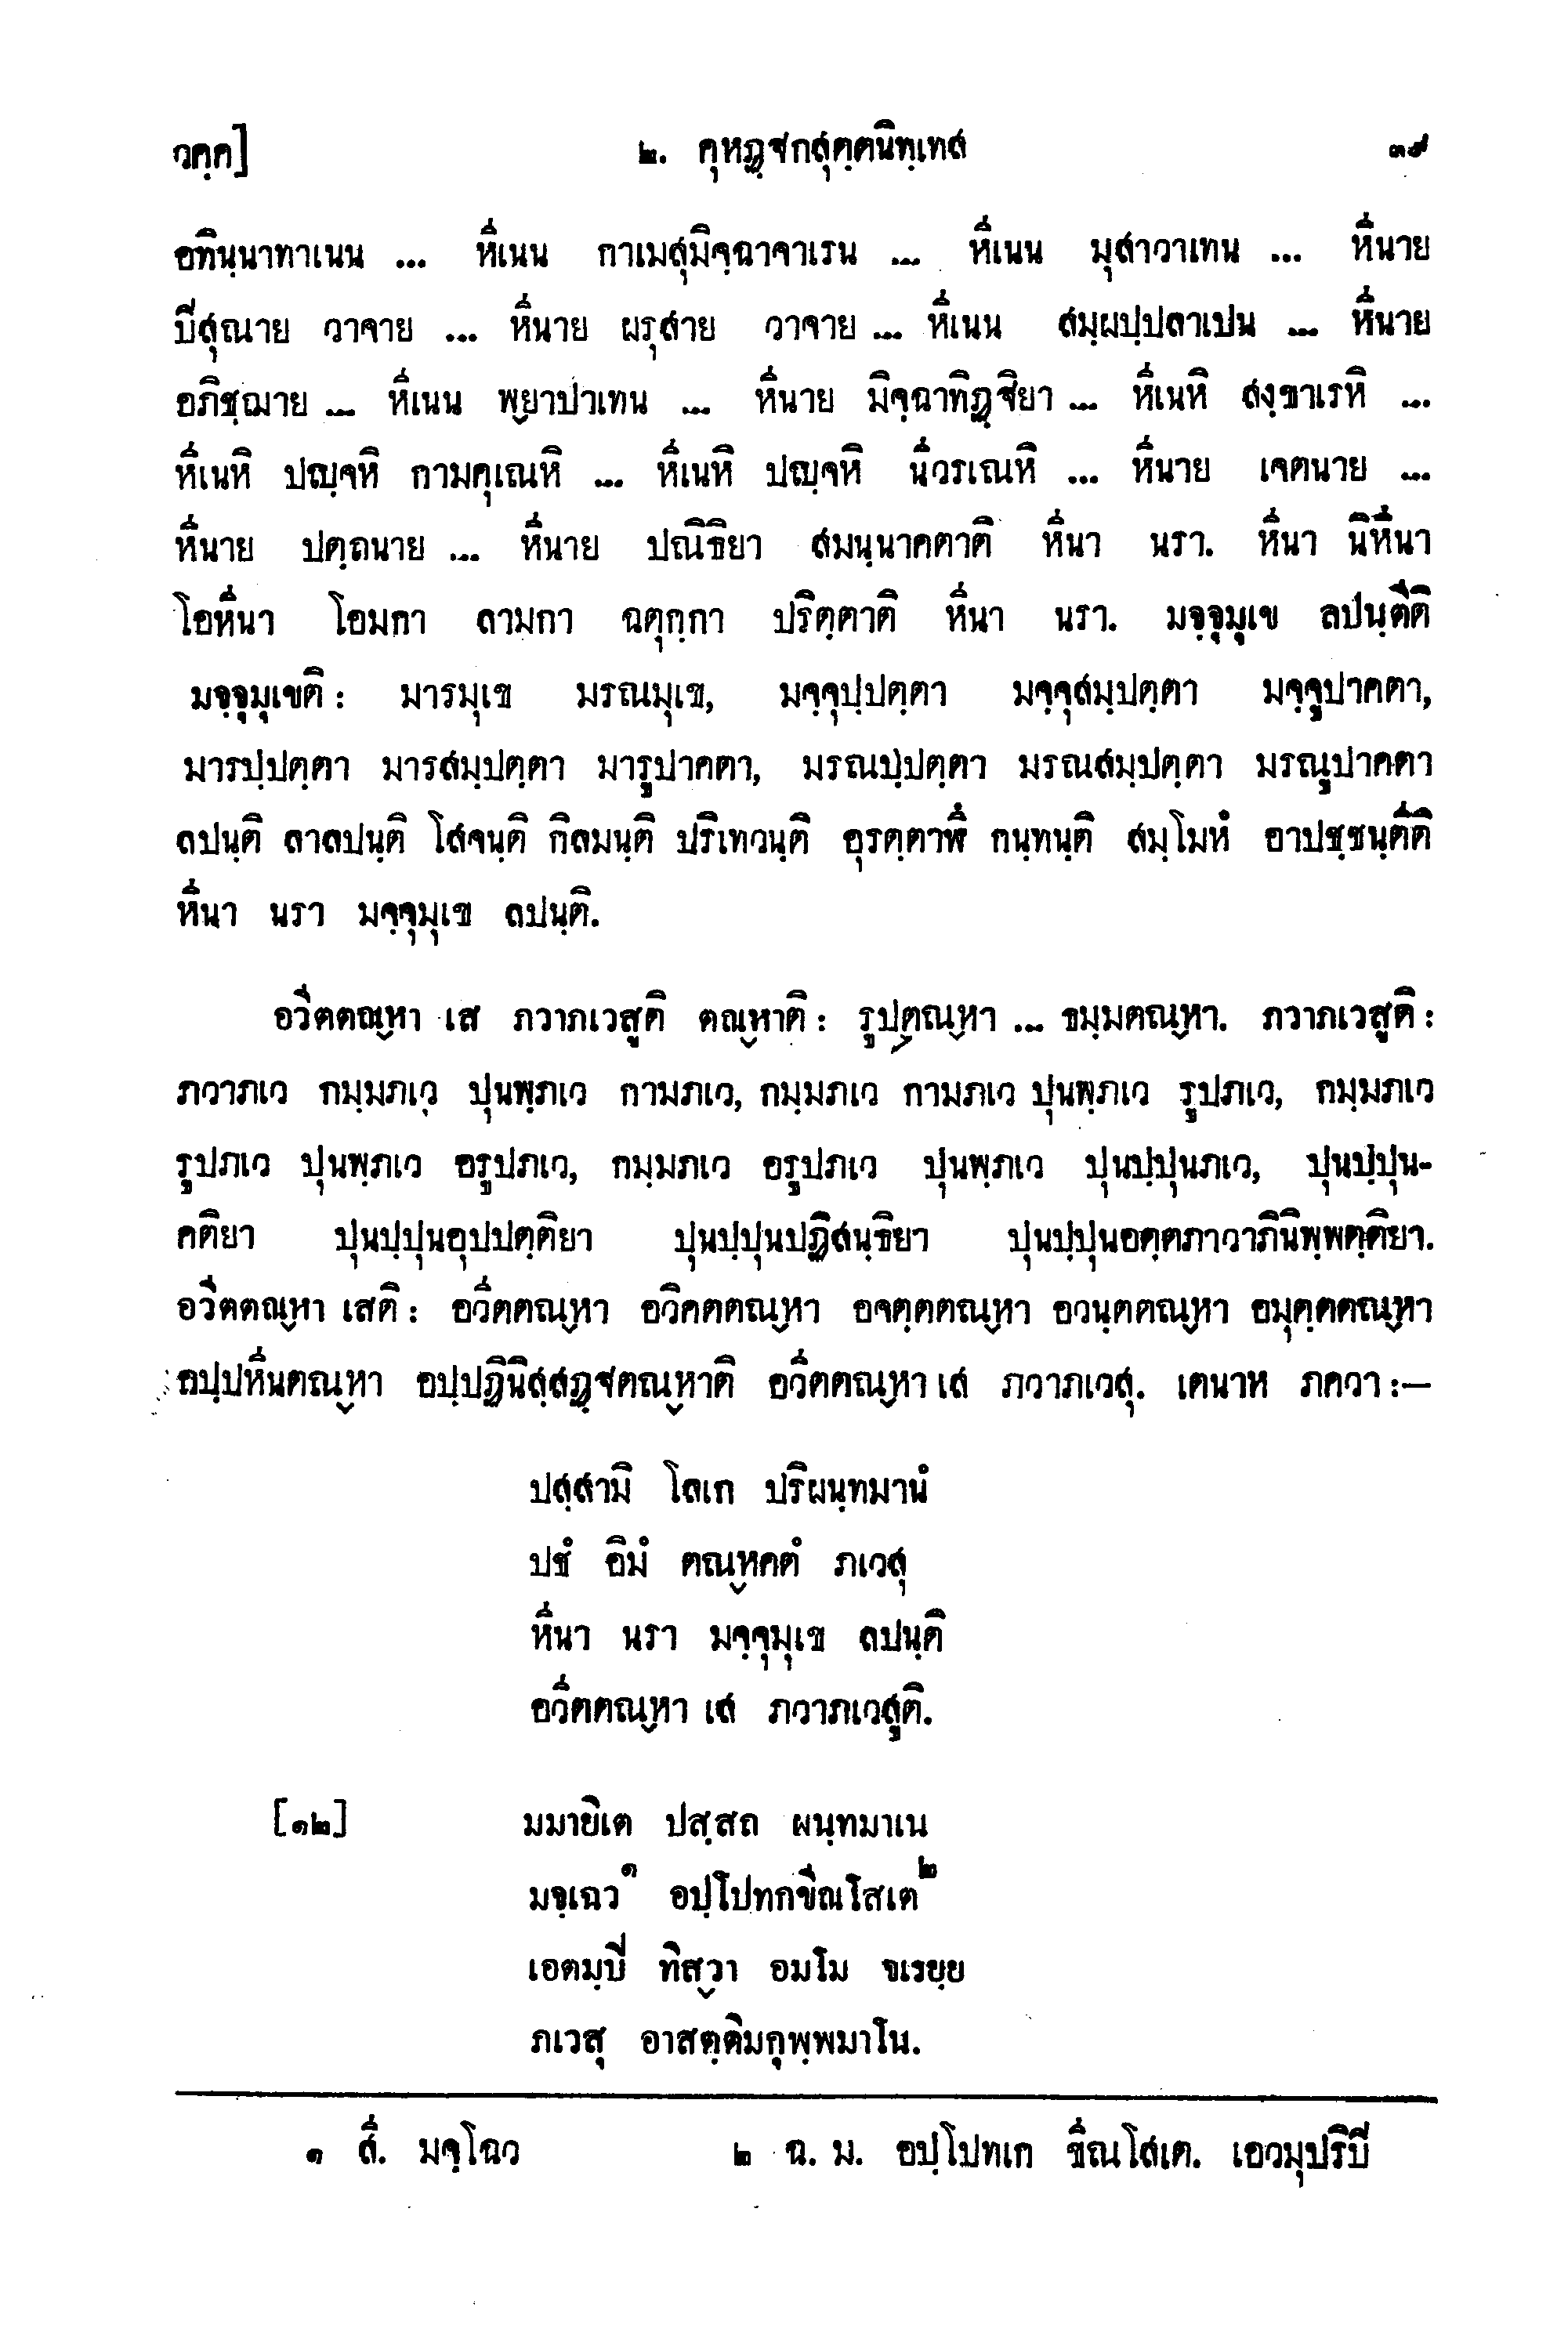 วคฺค]
๒. คุหฏฺฐกสุตฺตนิทฺเทส
๓๙
อทินฺนาทาเนน ... หีเนน กาเมสุมิจฺฉาจาเรน ... หีเนน มุสาวาเทน ... หีนาย
ปิสุณาย วาจาย ... หีนาย ผรุสาย วาจาย ... หีเนน สมฺผปฺปลาเปน ... หีนาย
อภิชฺฌาย ... หีเนน พฺยาปาเทน ... หีนาย มิจฺฉาทิฏฺฐิยา ... หีเนหิ สงฺขาเรหิ ...
หีเนหิ ปญฺจหิ กามคุเณหิ ... หีเนหิ ปญฺจหิ นีวรเณหิ ... หีนาย เจตนาย ...
หีนาย ปตฺถนาย ... หีนาย ปณิธิยา สมนฺนาคตาติ หีนา นรา. หีนา นิหีนา
โอหีนา โอมกา ลามกา ฉตุกฺกา ปริตฺตาติ หีนา นรา. มจฺจุมุเข ลปนฺตีติ
มจฺจุมุเขติ : มารมุเข มรณมุเข, มจฺจุปฺปตฺตา มจฺจุสมฺปตฺตา มจฺจูปาคตา,
มารปฺปตฺตา มารสมฺปตฺตา มารูปาคตา, มรณปฺปตฺตา มรณสมฺปตฺตา มรณูปาคตา
ลปนฺติ ลาลปนฺติ โสจนฺติ กิลมนฺติ ปริเทวนฺติ อุรตฺตาฬึ กนฺทนฺติ สมฺโมหํ อาปชฺชนฺตีติ
หีนา นรา มจฺจุมุเข ลปนฺติ.
อวีตตณฺหา เส ภวาภเวสูติ ตณฺหาติ : รูปตณฺหา ... ธมฺมตณฺหา. ภวาภเวสูติ :
ภวาภเว กมฺมภเว ปุนพฺภเว กามภเว, กมฺมภเว กามภเว ปุนพฺภเว รูปภเว, กมฺมภเว
รูปภเว ปุนพฺภเว อรูปภเว, กมฺมภเว อรูปภเว ปุนพฺภเว ปุนปฺปุนภเว, ปุนปฺปุน-
คติยา ปุนปฺปุนอุปปตฺติยา ปุนปฺปุนปฏิสนฺธิยา ปุนปฺปุนอตฺตภาวาภินิพฺพตฺติยา.
อวีตตณฺหา เสติ : อวีตตณฺหา อวิคตตณฺหา อจตฺตตณฺหา อวนฺตตณฺหา อมุตฺตตณฺหา
อปฺปหีนตณฺหา อปฺปฏินิสฺสฏฺฐตณฺหาติ อวีตตณฺหา เส ภวาภเวสุ. เตนาห ภควา :—
ปสฺสามิ โลเก ปริผนฺทมานํ
ปชํ อิมํ ตณฺหคตํ ภเวสุ
หีนา นรา มจฺจุมุเข ลปนฺติ
อวีตตณฺหา เส ภวาภเวสูติ.
[๑๒] มมายิเต ปสฺสถ ผนฺทมาเน
มจฺเฉว๑ อปฺโปทกขีณโสเต๒
เอตมฺปิ ทิสฺวา อมโม จเรยฺย
ภเวสุ อาสตฺติมกุพฺพมาโน.
๑ สี. มจฺโฉว
๒ ฉ. ม. อปฺโปทเก ขีณโสเต. เอวมุปริปิ